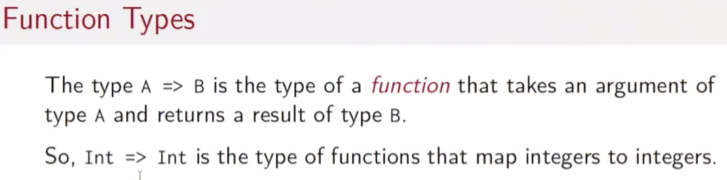 Function Types
The type A => B is the type of a function that takes an argument of
type A and returns a result of type B.
So, Int => Int is the type of functions that map integers to integers.